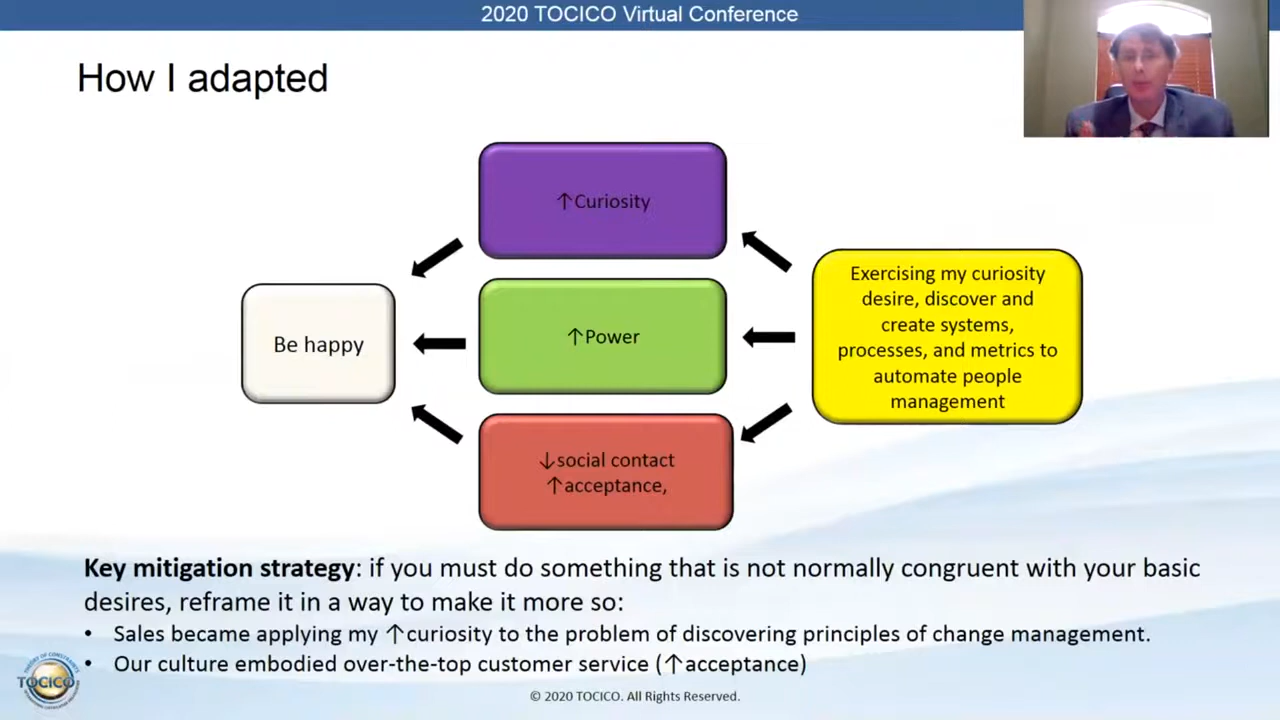 2020 TOCICO Virtual Conference
How I adapted
↑Curiosity
Be happy
↑Power
Exercising my curiosity
desire, discover and
create systems,
processes, and metrics to
automate people
management
↓social contact
↑acceptance,
Key mitigation strategy: if you must do something that is not normally congruent with your basic
desires, reframe it in a way to make it more so:
• Sales became applying my ↑curiosity to the problem of discovering principles of change management.
• Our culture embodied over-the-top customer service (↑acceptance)
TOCICO
© 2020 TOCICO. All Rights Reserved.